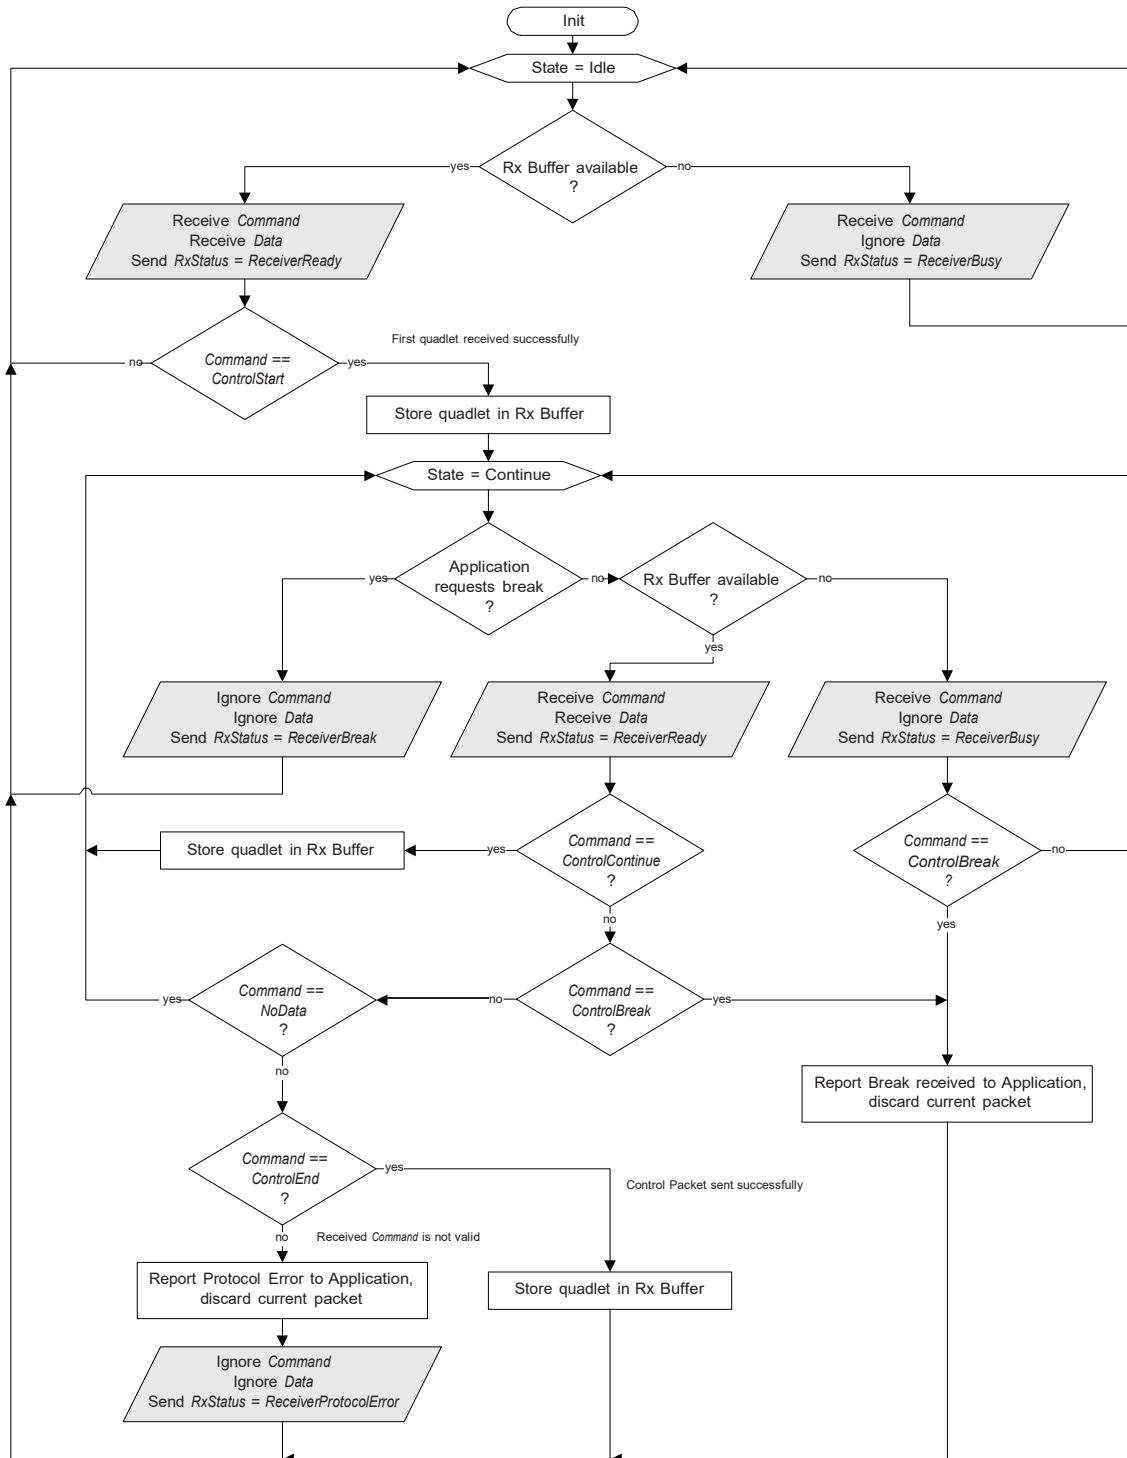 Init
State = Idle
Rx Buffer available
?
yes
no
Receive Command
Receive Data
Send RxStatus = ReceiverReady
Receive Command
Ignore Data
Send RxStatus = ReceiverBusy
First quadlet received successfully
Command ==
ControlStart
no
yes
Store quadlet in Rx Buffer
State = Continue
Application
requests break
?
yes
no
Rx Buffer available
?
no
yes
Ignore Command
Ignore Data
Send RxStatus = ReceiverBreak
Receive Command
Receive Data
Send RxStatus = ReceiverReady
Receive Command
Ignore Data
Send RxStatus = ReceiverBusy
Store quadlet in Rx Buffer
yes
Command ==
ControlContinue
?
no
Command ==
ControlBreak
?
no
yes
yes
Command ==
NoData
?
no
no
Command ==
ControlBreak
?
yes
Report Break received to Application,
discard current packet
Command ==
ControlEnd
?
yes
Control Packet sent successfully
no
Received Command is not valid
Report Protocol Error to Application,
discard current packet
Store quadlet in Rx Buffer
Ignore Command
Ignore Data
Send RxStatus = ReceiverProtocolError